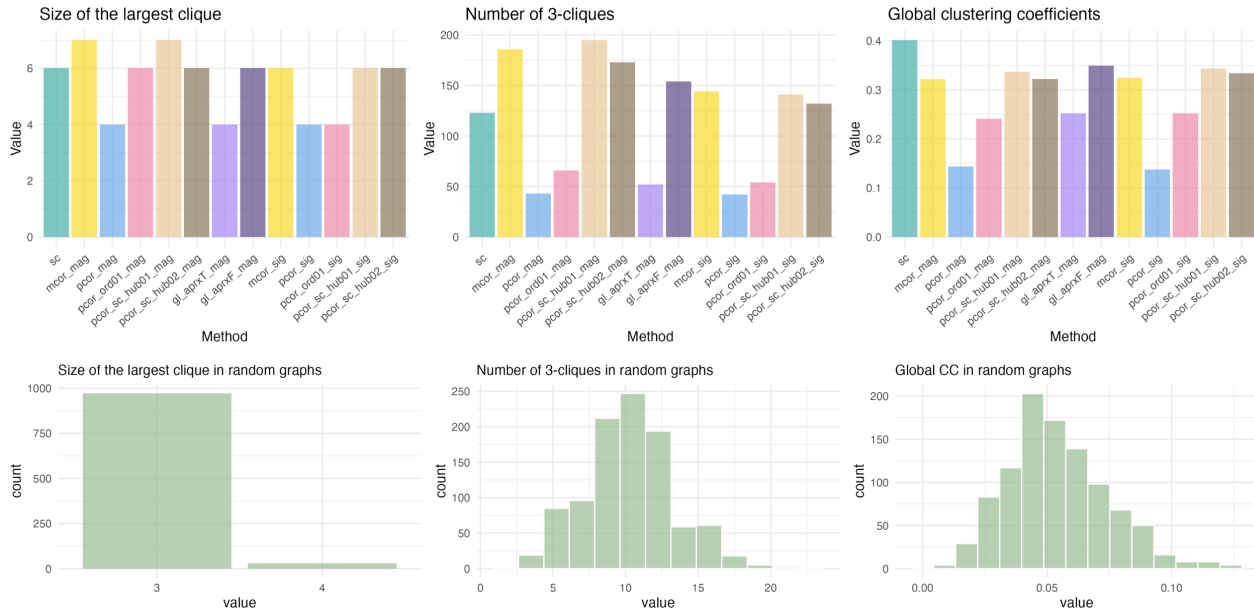 Size of the largest clique
Value
6
4
2
0
sc
mcor_mag
pcor_mag
pcor_ord01_mag
pcor_sc_hub01_mag
pcor_sc_hub02_mag
gl_aprxT_mag
gl_aprxF_mag
mcor_sig
pcor_sig
pcor_ord01_sig
pcor_sc_hub01_sig
pcor_sc_hub02_sig
Method
Number of 3-cliques
Value
200
150
100
50
0
sc
mcor_mag
pcor_mag
pcor_ord01_mag
pcor_sc_hub01_mag
pcor_sc_hub02_mag
gl_aprxT_mag
gl_aprxF_mag
mcor_sig
pcor_sig
pcor_ord01_sig
pcor_sc_hub01_sig
pcor_sc_hub02_sig
Method
Global clustering coefficients
Value
0.4
0.3
0.2
0.1
0.0
sc
mcor_mag
pcor_mag
pcor_ord01_mag
pcor_sc_hub01_mag
pcor_sc_hub02_mag
gl_aprxT_mag
gl_aprxF_mag
mcor_sig
pcor_sig
pcor_ord01_sig
pcor_sc_hub01_sig
pcor_sc_hub02_sig
Method
Size of the largest clique in random graphs
count
1000
750
500
250
0
3 4
value
Number of 3-cliques in random graphs
count
250
200
150
100
50
0
0 5 10 15 20
value
Global CC in random graphs
count
200
150
100
50
0
0.00 0.05 0.10
value